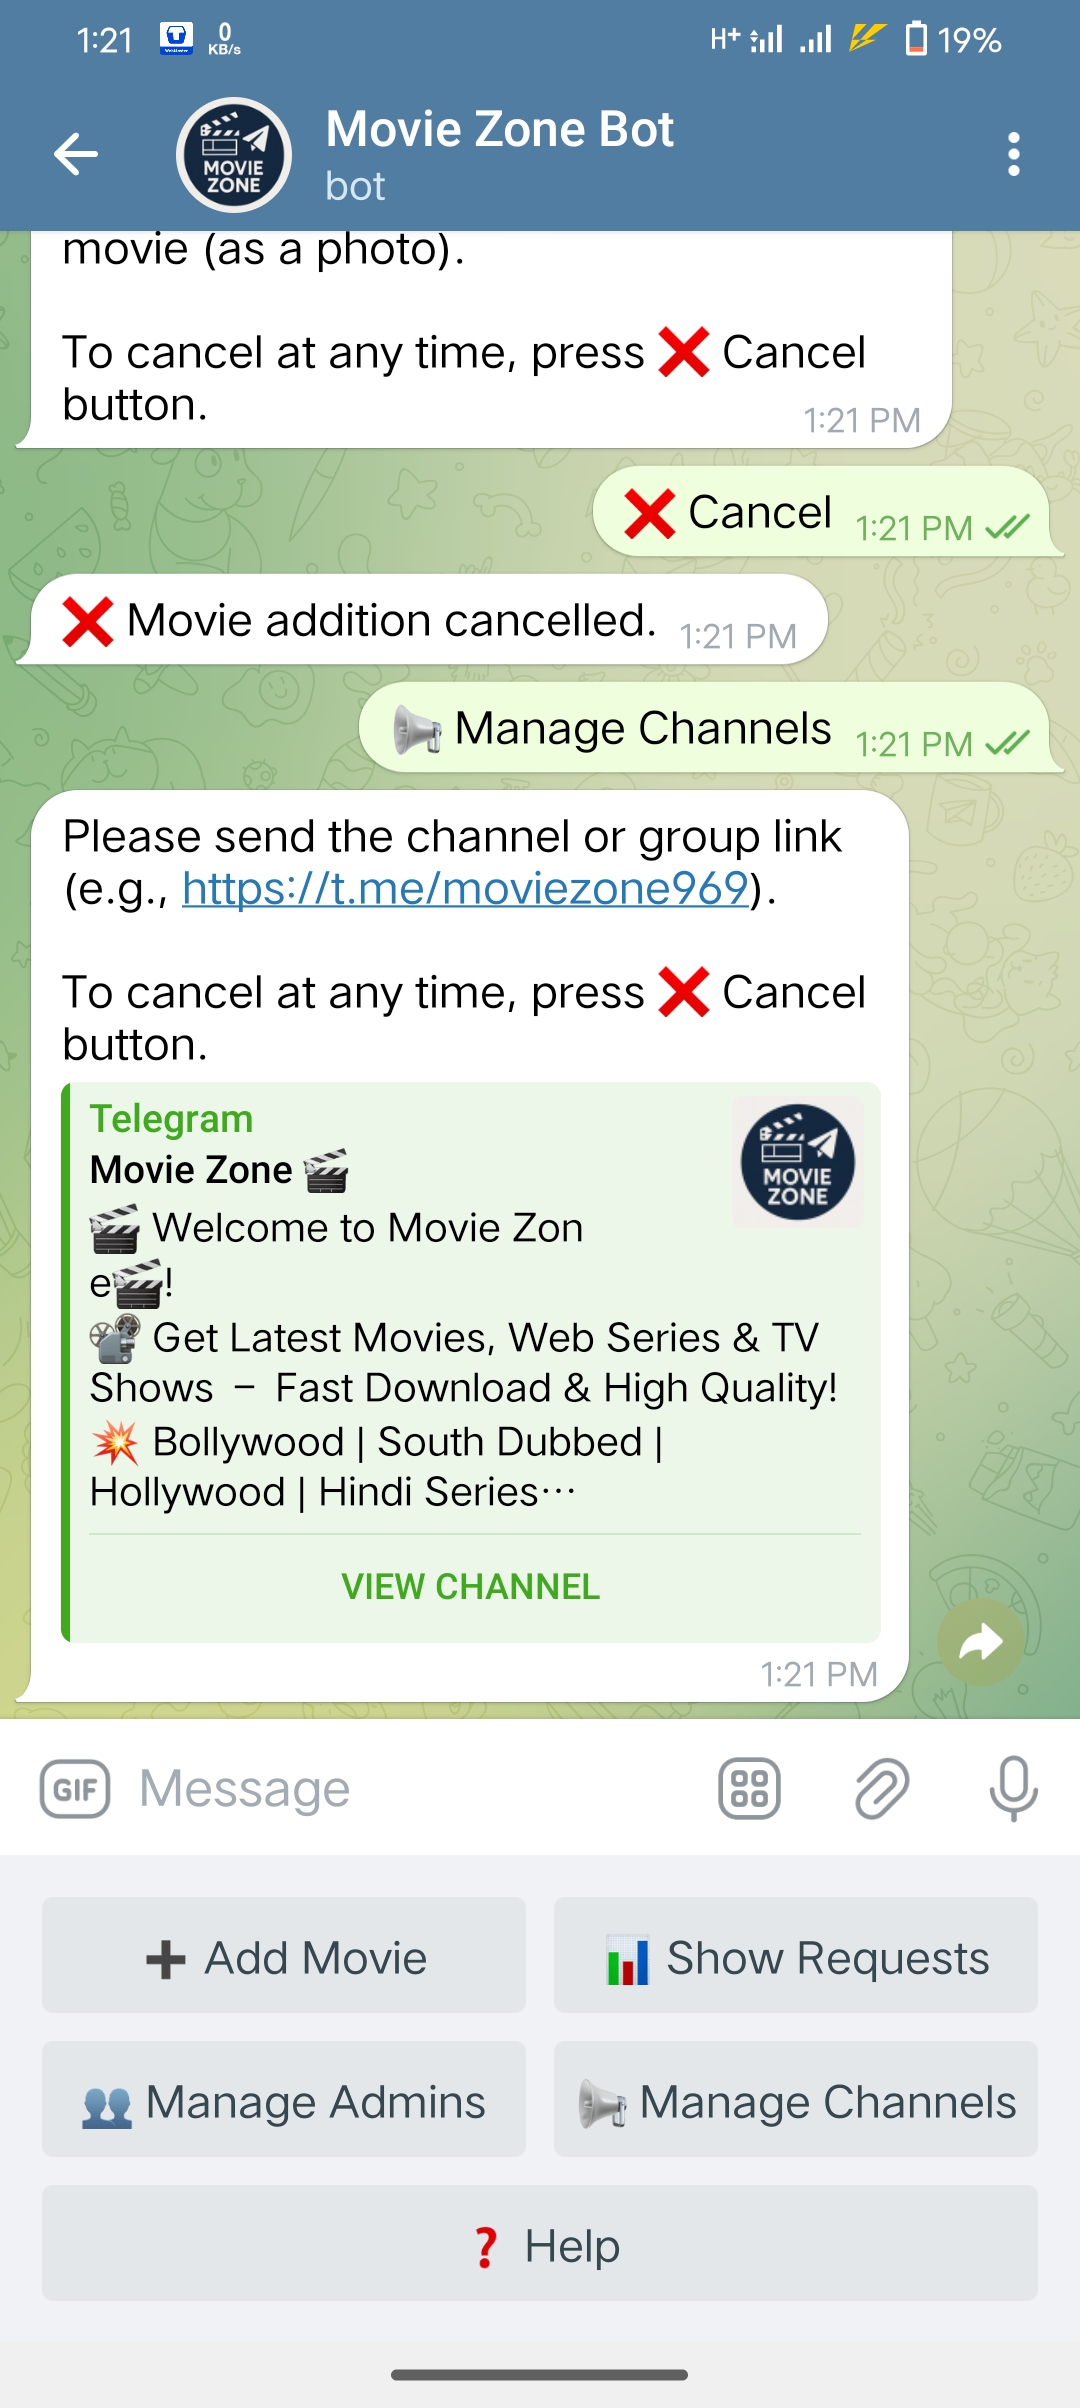 1:21 0 KB/s H+ 19%
MOVIE ZONE
Movie Zone Bot
bot
movie (as a photo).
To cancel at any time, press ❌ Cancel
button.
1:21 PM
❌ Cancel 1:21 PM
❌ Movie addition cancelled. 1:21 PM
📢 Manage Channels 1:21 PM
Please send the channel or group link
(e.g., https://t.me/moviezone969).
To cancel at any time, press ❌ Cancel
button.
Telegram
Movie Zone 🎬
MOVIE
ZONE
🎬 Welcome to Movie Zon
e🎬!
🎥 Get Latest Movies, Web Series & TV
Shows – Fast Download & High Quality!
💥 Bollywood | South Dubbed |
Hollywood | Hindi Series...
VIEW CHANNEL
1:21 PM
GIF Message
➕ Add Movie
📊 Show Requests
👥 Manage Admins
📢 Manage Channels
❓ Help